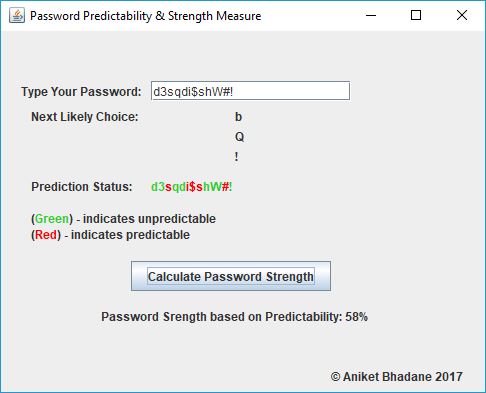 Password Predictability & Strength Measure
Type Your Password: d3sqdi$shW#!
Next Likely Choice: b
Q
!
Prediction Status: d3sqdi$shW#!
(Green) - indicates unpredictable
(Red) - indicates predictable
Calculate Password Strength
Password Srength based on Predictability: 58%
© Aniket Bhadane 2017